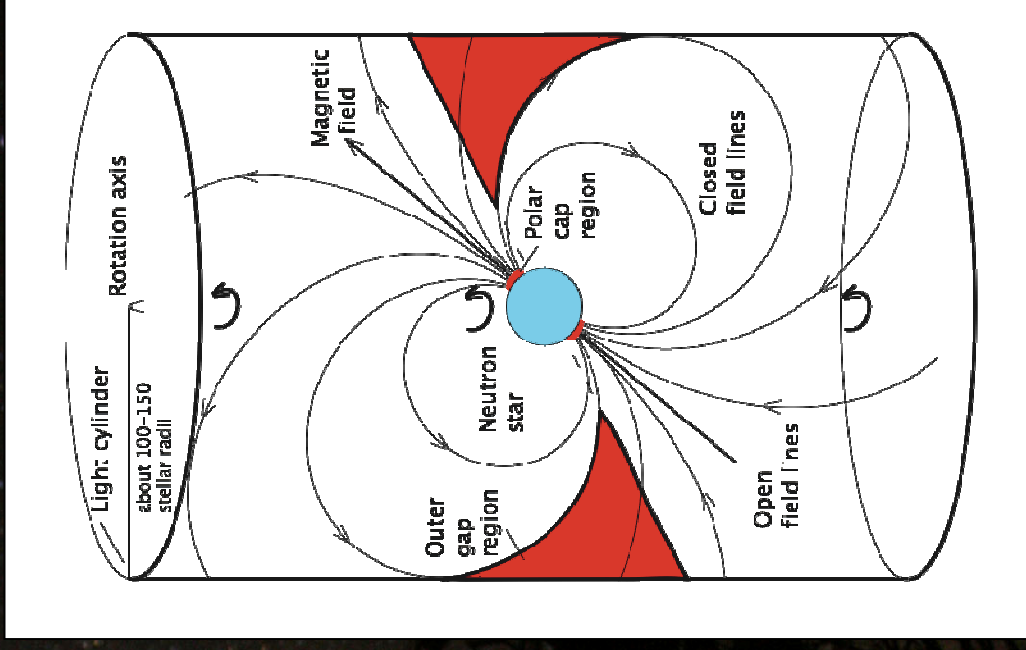 Light cylinder
Rotation axis
about 100-150
stellar radii
Magnetic
field
Polar
cap
region
Closed
field lines
Neutron
star
Outer
gap
region
Open
field lines